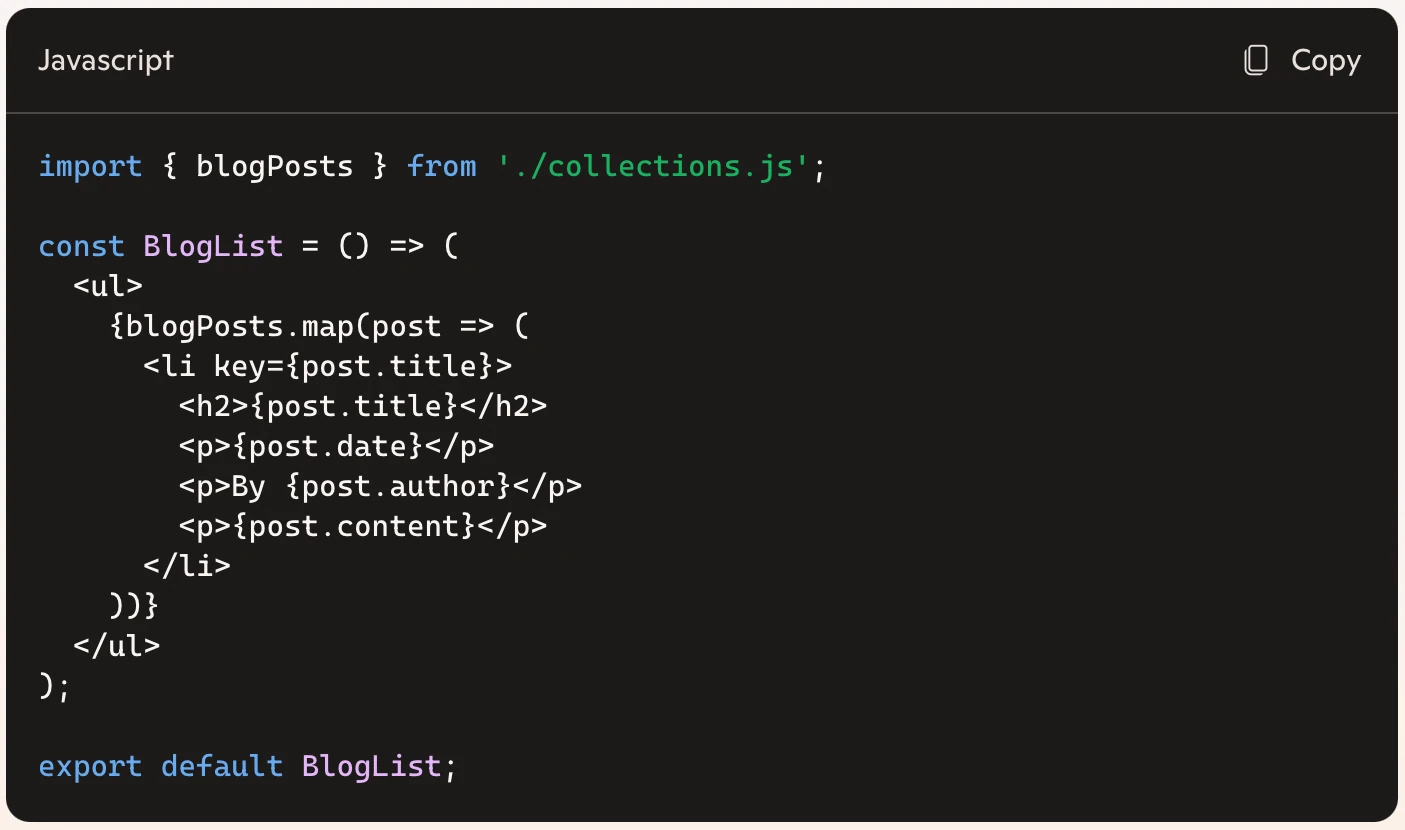 Javascript
Copy
import { blogPosts } from './collections.js';
const BlogList = () => (
  <ul>
    {blogPosts.map(post => (
      <li key={post.title}>
        <h2>{post.title}</h2>
        <p>{post.date}</p>
        <p>By {post.author}</p>
        <p>{post.content}</p>
      </li>
    ))}
  </ul>
);
export default BlogList;